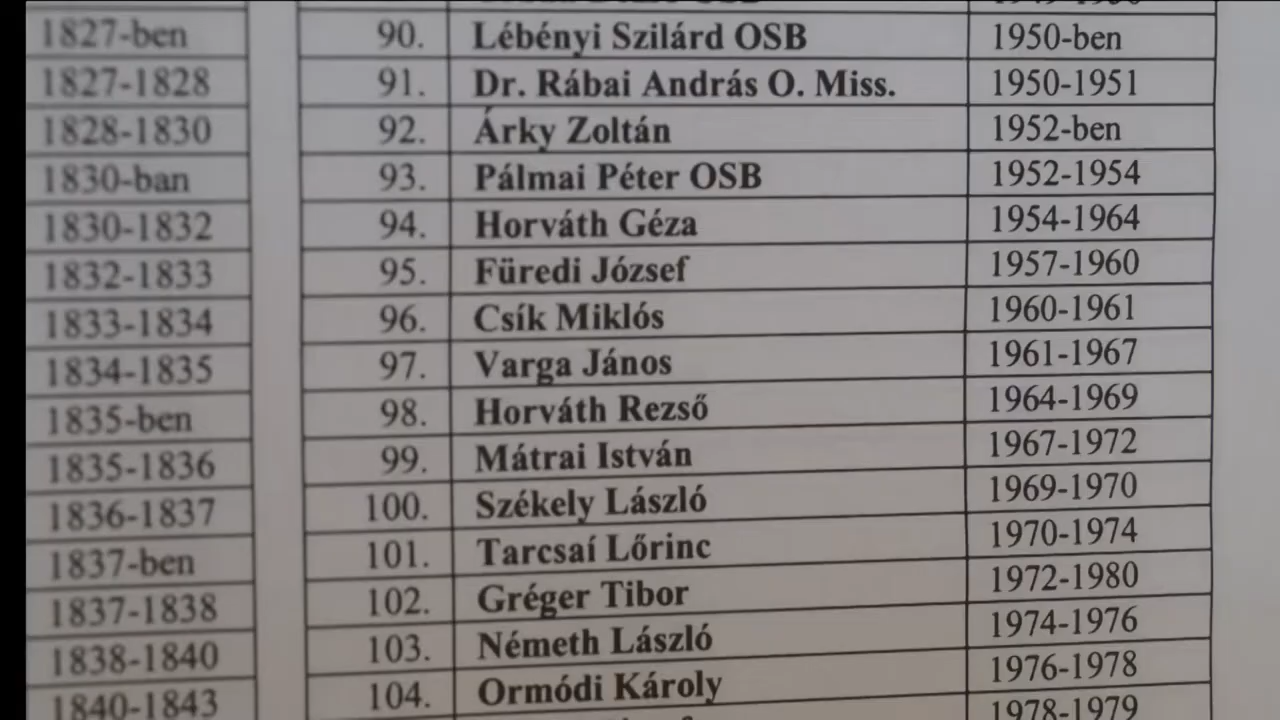 1827-ben
1827-1828
1828-1830
1830-ban
1830-1832
1832-1833
1833-1834
1834-1835
1835-ben
1835-1836
1836-1837
1837-ben
1837-1838
1838-1840
1840-1843
90. Lébényi Szilárd OSB 1950-ben
91. Dr. Rábai András O. Miss. 1950-1951
92. Árky Zoltán 1952-ben
93. Pálmai Péter OSB 1952-1954
94. Horváth Géza 1954-1964
95. Füredi József 1957-1960
96. Csík Miklós 1960-1961
97. Varga János 1961-1967
98. Horváth Rezső 1964-1969
99. Mátrai István 1967-1972
100. Székely László 1969-1970
101. Tarcsaí Lőrinc 1970-1974
102. Gréger Tibor 1972-1980
103. Németh László 1974-1976
104. Ormódi Károly 1976-1978
1978-1979